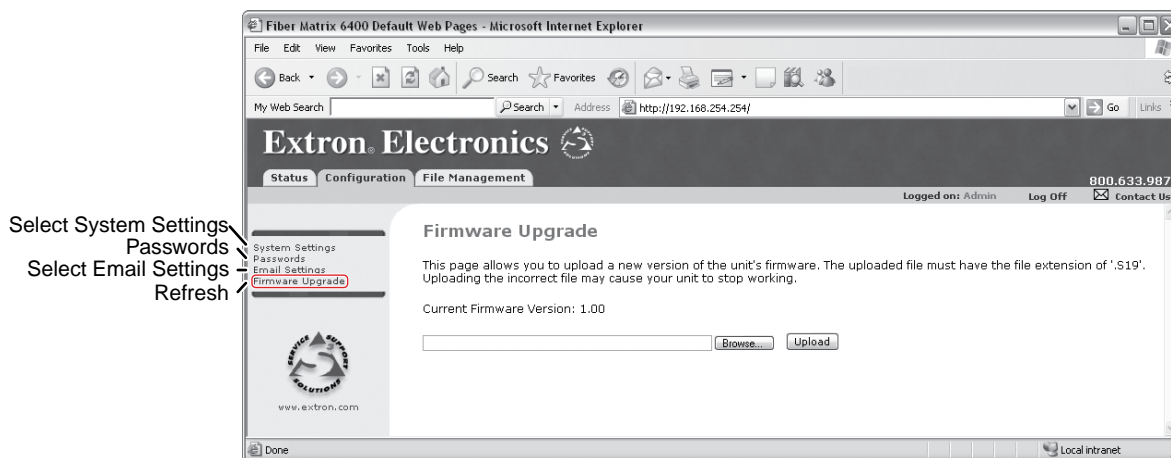 Fiber Matrix 6400 Default Web Pages - Microsoft Internet Explorer
File Edit View Favorites Tools Help
Back Search Favorites
My Web Search Search Address http://192.168.254.254/ Go Links
Extron® Electronics
Status Configuration File Management
800.633.987
Logged on: Admin Log Off Contact Us
Select System Settings
Passwords
Select Email Settings
Refresh
System Settings
Passwords
Email Settings
Firmware Upgrade
Firmware Upgrade
This page allows you to upload a new version of the unit's firmware. The uploaded file must have the file extension of '.S19'.
Uploading the incorrect file may cause your unit to stop working.
Current Firmware Version: 1.00
Browse... Upload
SERVICE SUPPORT SOLUTIONS
S3
www.extron.com
Done Local intranet